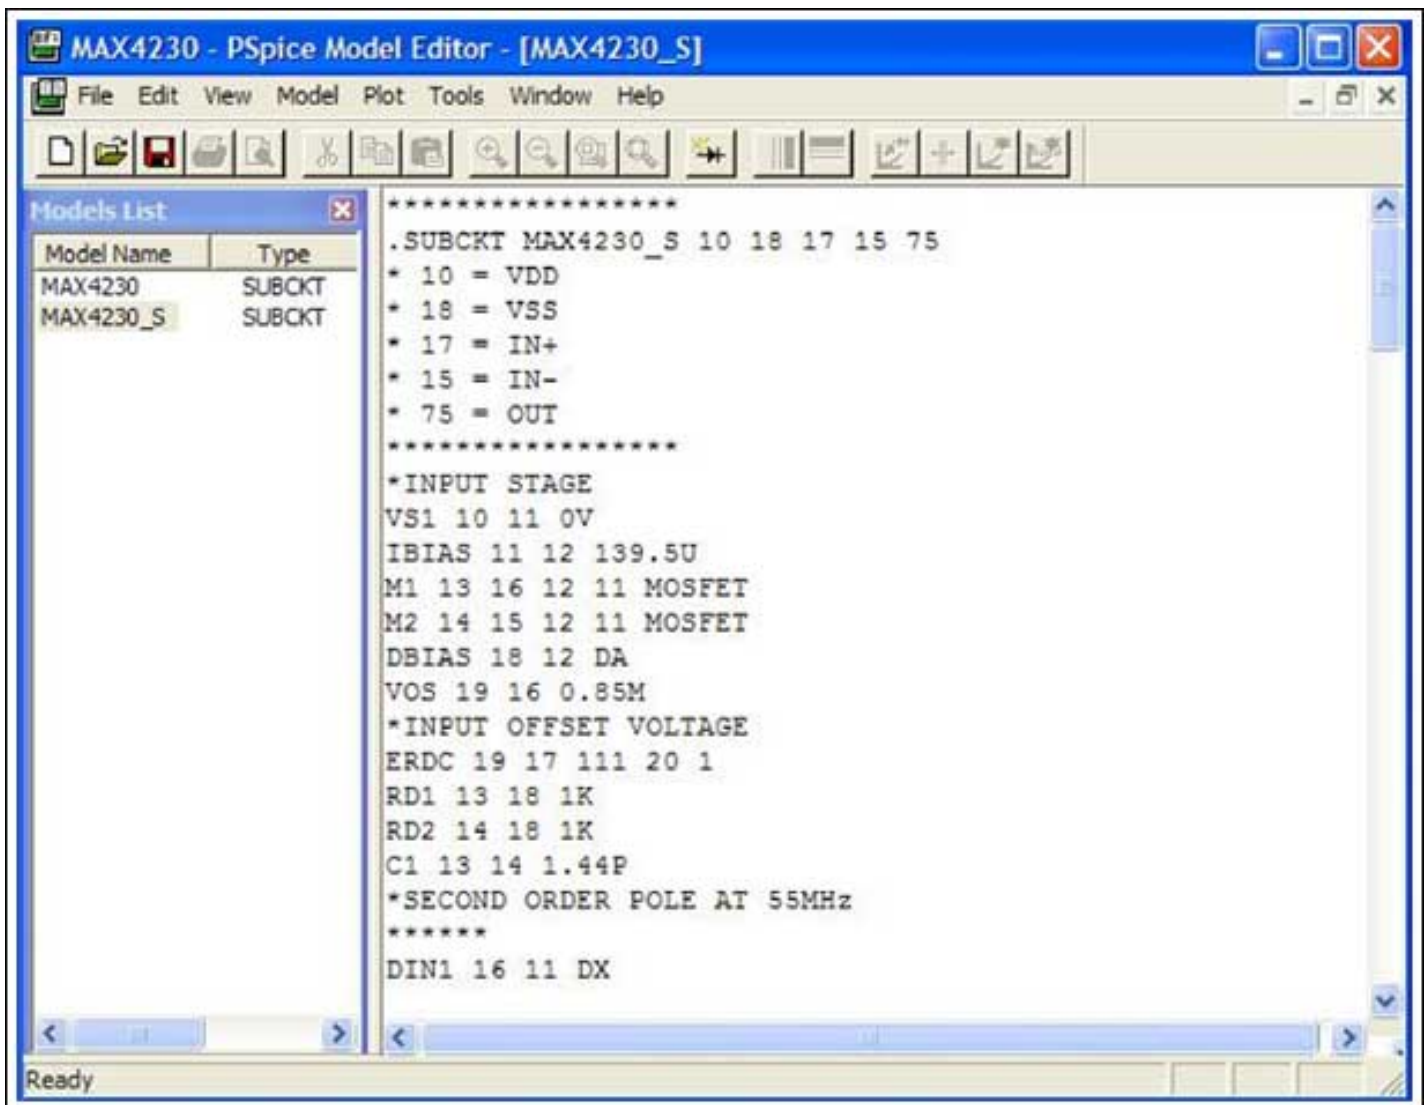 MAX4230 - PSpice Model Editor - [MAX4230_S]
File Edit View Model Plot Tools Window Help
Models List
Model Name Type
MAX4230 SUBCKT
MAX4230_S SUBCKT
*****************
.SUBCKT MAX4230_S 10 18 17 15 75
* 10 = VDD
* 18 = VSS
* 17 = IN+
* 15 = IN-
* 75 = OUT
*****************
*INPUT STAGE
VS1 10 11 0V
IBIAS 11 12 139.5U
M1 13 16 12 11 MOSFET
M2 14 15 12 11 MOSFET
DBIAS 18 12 DA
VOS 19 16 0.85M
*INPUT OFFSET VOLTAGE
ERDC 19 17 111 20 1
RD1 13 18 1K
RD2 14 18 1K
C1 13 14 1.44P
*SECOND ORDER POLE AT 55MHz
******
DIN1 16 11 DX
Ready